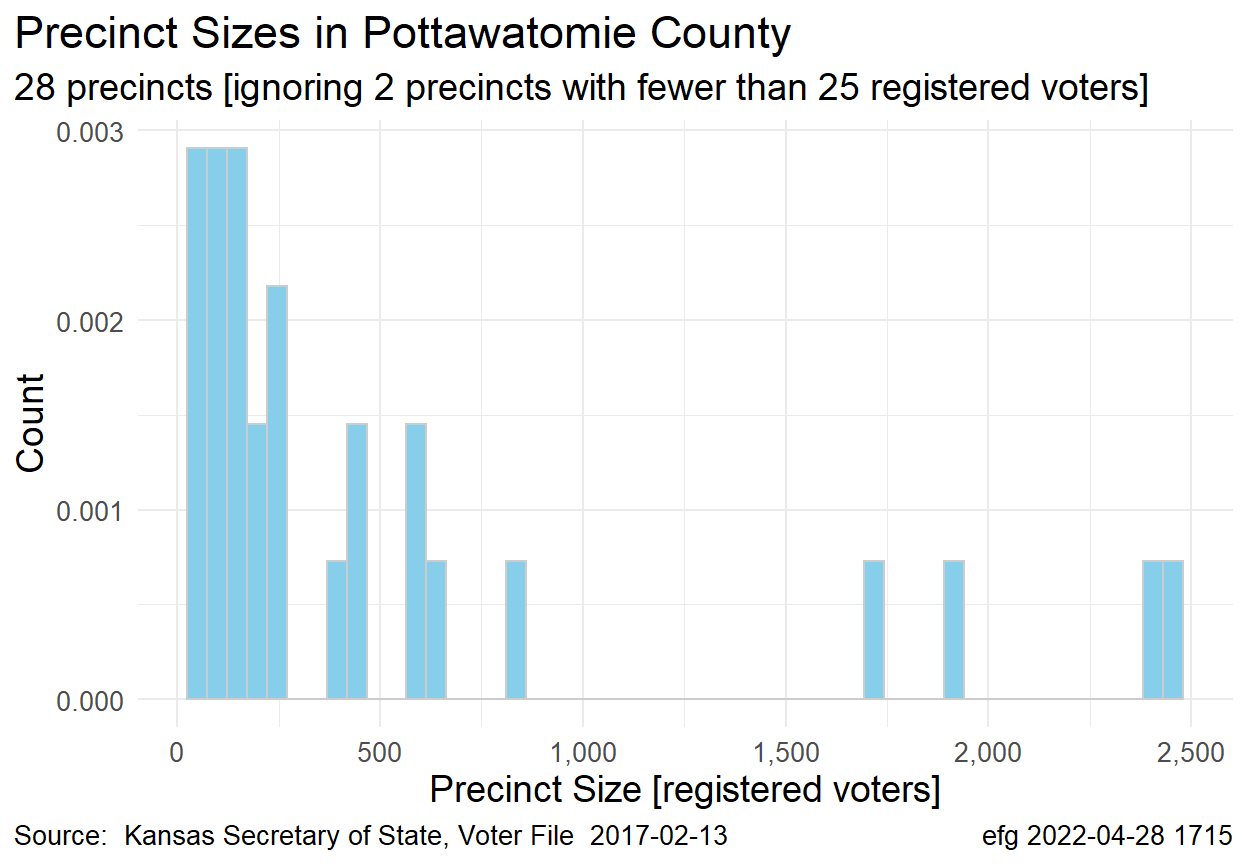 Precinct Sizes in Pottawatomie County
28 precincts [ignoring 2 precincts with fewer than 25 registered voters]
0.003
0.002
0.001
0.000
Count
0 500 1,000 1,500 2,000 2,500
Precinct Size [registered voters]
Source:  Kansas Secretary of State, Voter File  2017-02-13 efg 2022-04-28 1715